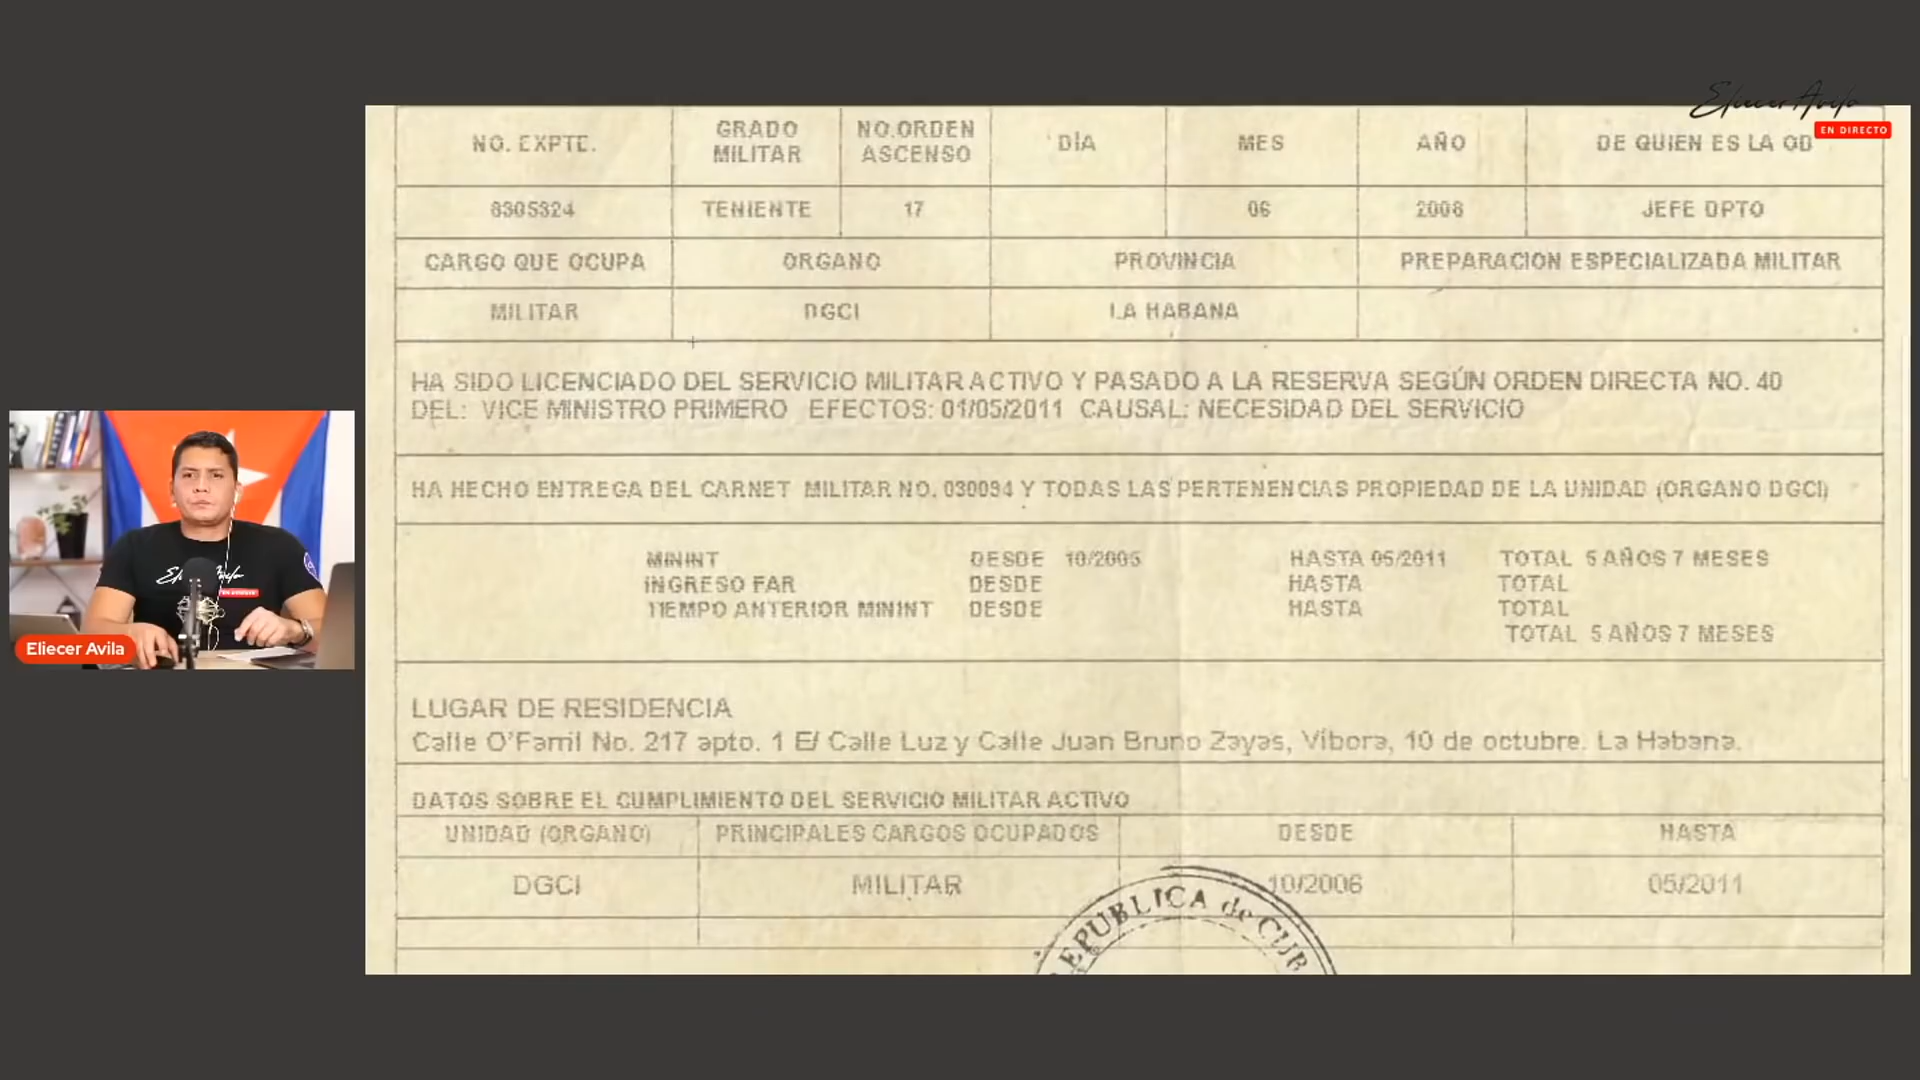 Eliecer Avila
EN DIRECTO
NO. EXPTE. GRADO MILITAR NO.ORDEN ASCENSO DÍA MES AÑO DE QUIEN ES LA OD
8305324 TENIENTE 17 06 2008 JEFE DPTO
CARGO QUE OCUPA ORGANO PROVINCIA PREPARACION ESPECIALIZADA MILITAR
MILITAR DGCI LA HABANA
HA SIDO LICENCIADO DEL SERVICIO MILITAR ACTIVO Y PASADO A LA RESERVA SEGÚN ORDEN DIRECTA NO. 40
DEL: VICE MINISTRO PRIMERO EFECTOS: 01/05/2011 CAUSAL: NECESIDAD DEL SERVICIO
HA HECHO ENTREGA DEL CARNET MILITAR NO. 030094 Y TODAS LAS PERTENENCIAS PROPIEDAD DE LA UNIDAD (ORGANO DGCI)
MININT DESDE 10/2005 HASTA 05/2011 TOTAL 5 AÑOS 7 MESES
INGRESO FAR DESDE HASTA TOTAL
TIEMPO ANTERIOR MININT DESDE HASTA TOTAL
TOTAL 5 AÑOS 7 MESES
LUGAR DE RESIDENCIA
Calle O'Farril No. 217 apto. 1 E/ Calle Luz y Calle Juan Bruno Zayas, Víbora, 10 de octubre. La Habana.
DATOS SOBRE EL CUMPLIMIENTO DEL SERVICIO MILITAR ACTIVO
UNIDAD (ORGANO) PRINCIPALES CARGOS OCUPADOS DESDE HASTA
DGCI MILITAR 10/2006 05/2011
REPUBLICA de CUB
Eliecer Avila